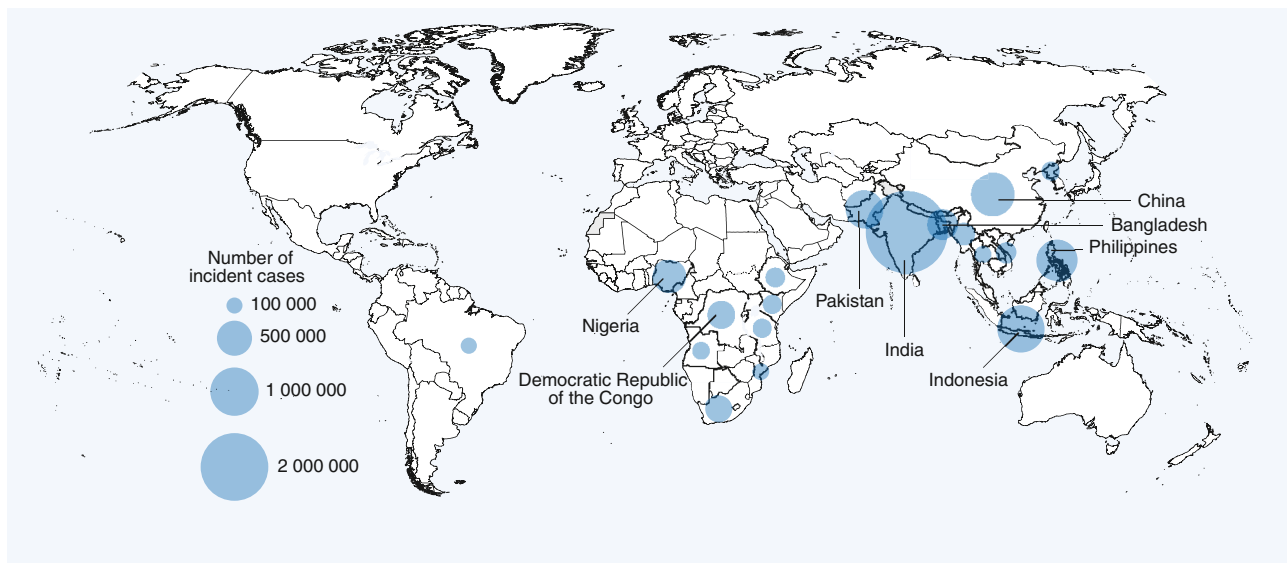 Number of
incident cases
100 000
500 000
1 000 000
2 000 000
China
Bangladesh
Philippines
Pakistan
Nigeria
India
Democratic Republic
of the Congo
Indonesia